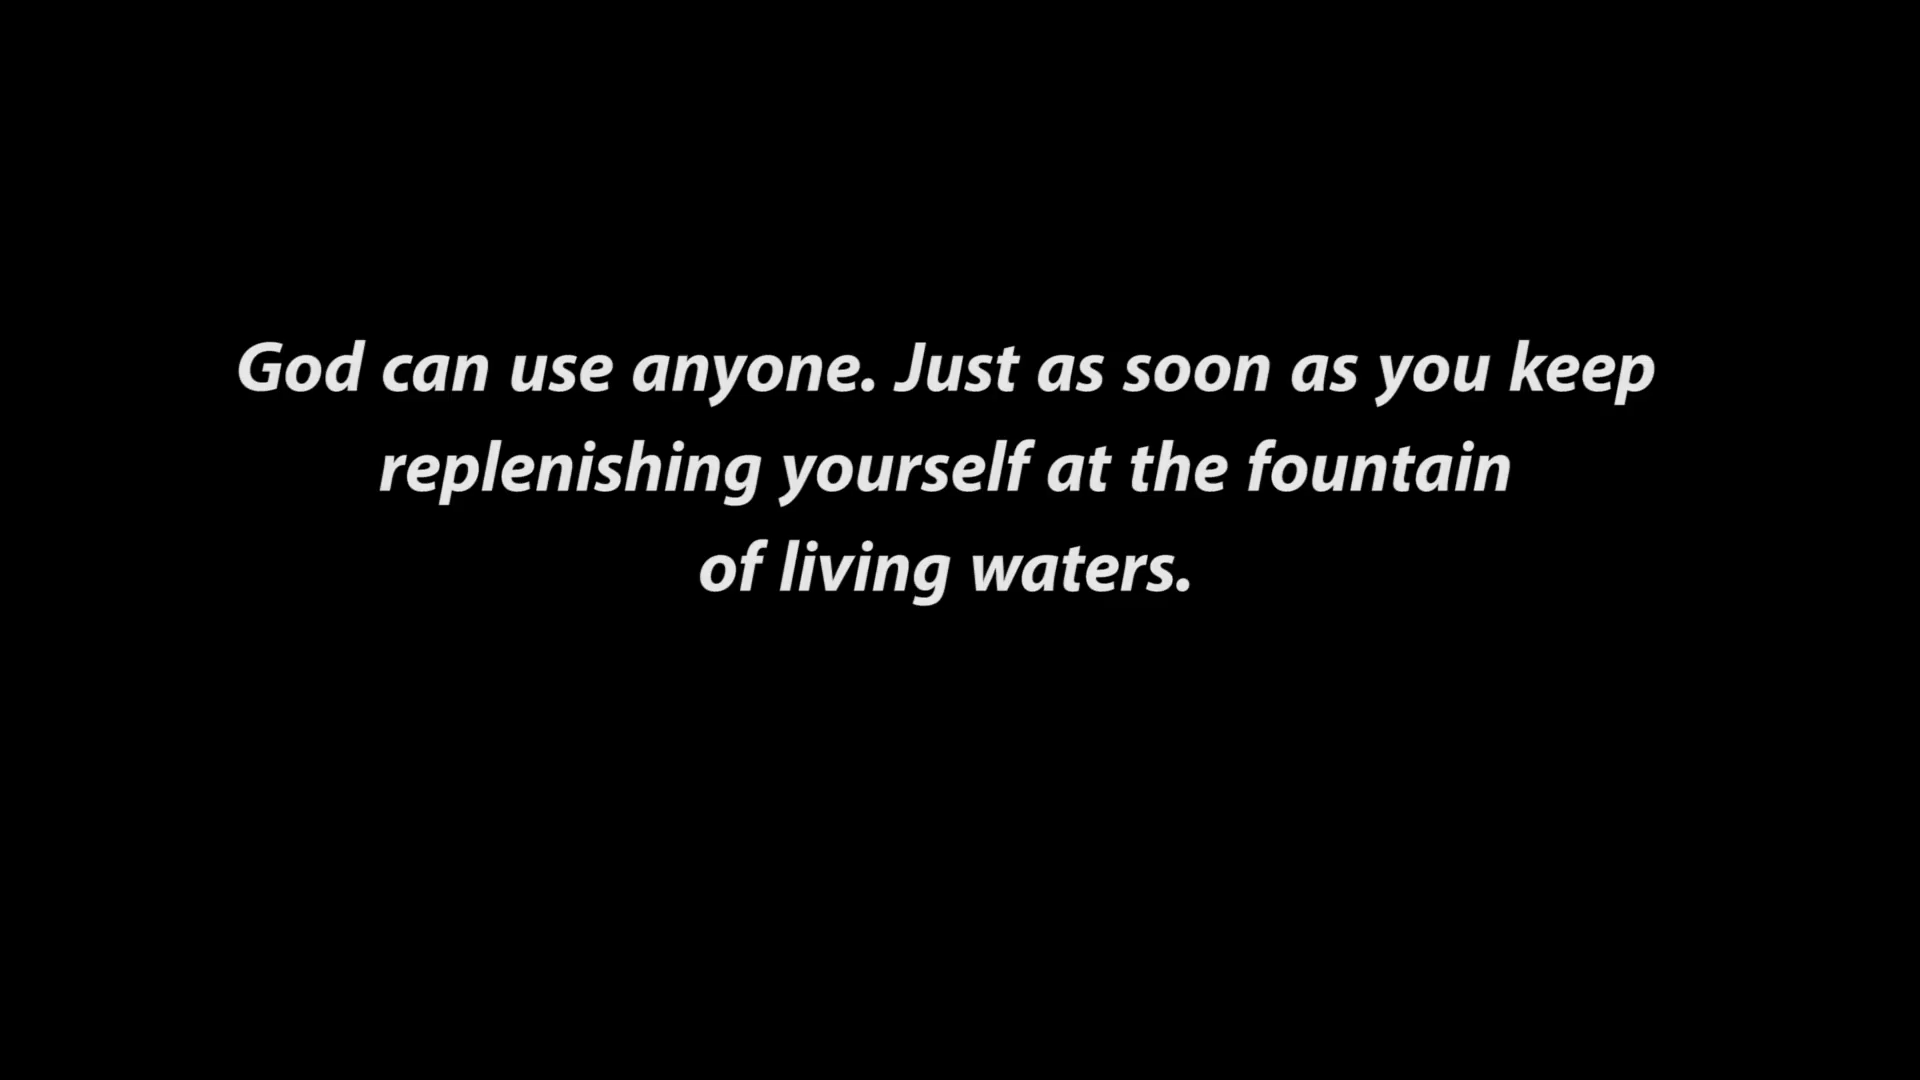 God can use anyone. Just as soon as you keep
replenishing yourself at the fountain
of living waters.